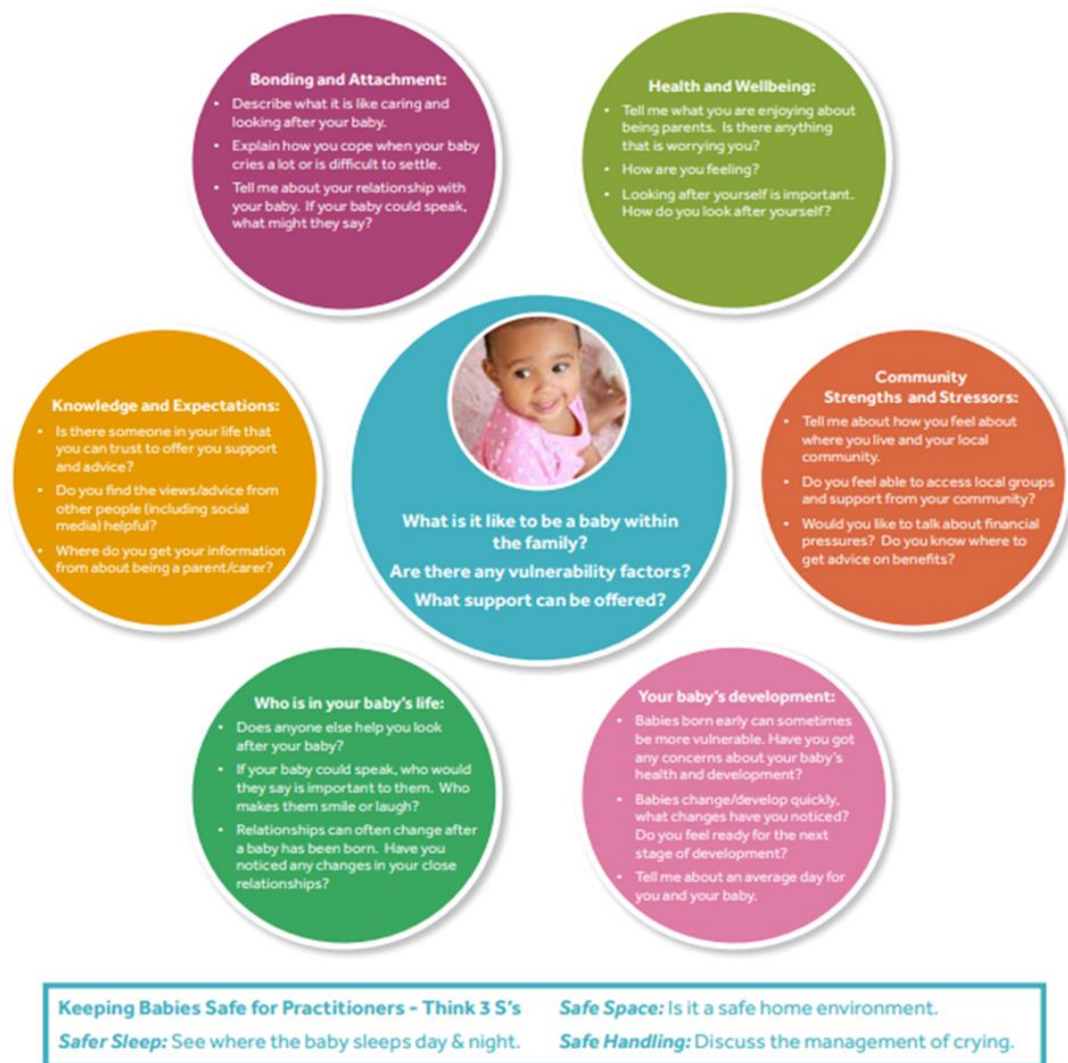 Bonding and Attachment:
• Describe what it is like caring and
looking after your baby.
• Explain how you cope when your baby
cries a lot or is difficult to settle.
• Tell me about your relationship with
your baby. If your baby could speak,
what might they say?
Health and Wellbeing:
• Tell me what you are enjoying about
being parents. Is there anything
that is worrying you?
• How are you feeling?
• Looking after yourself is important.
How do you look after yourself?
Knowledge and Expectations:
• Is there someone in your life that
you can trust to offer you support
and advice?
• Do you find the views/advice from
other people (including social
media) helpful?
• Where do you get your information
from about being a parent/carer?
What is it like to be a baby within
the family?
Are there any vulnerability factors?
What support can be offered?
Community
Strengths and Stressors:
• Tell me about how you feel about
where you live and your local
community.
• Do you feel able to access local groups
and support from your community?
• Would you like to talk about financial
pressures? Do you know where to
get advice on benefits?
Who is in your baby's life:
• Does anyone else help you look
after your baby?
• If your baby could speak, who would
they say is important to them. Who
makes them smile or laugh?
• Relationships can often change after
a baby has been born. Have you
noticed any changes in your close
relationships?
Your baby's development:
• Babies born early can sometimes
be more vulnerable. Have you got
any concerns about your baby's
health and development?
• Babies change/develop quickly,
what changes have you noticed?
Do you feel ready for the next
stage of development?
• Tell me about an average day for
you and your baby.
Keeping Babies Safe for Practitioners - Think 3 S's
Safer Sleep: See where the baby sleeps day & night.
Safe Space: Is it a safe home environment.
Safe Handling: Discuss the management of crying.